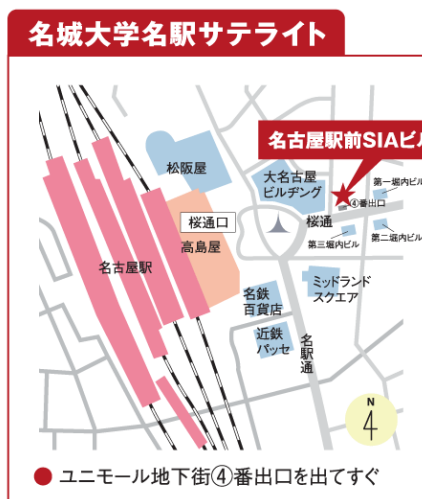 名城大学名駅サテライト
名古屋駅前SIAビル
松阪屋
大名古屋
ビルヂング
第一堀内ビル
④番出口
桜通口
桜通
高島屋
第三堀内ビル
第二堀内ビル
名古屋駅
ミッドランド
スクエア
名鉄
百貨店
近鉄
パッセ
名駅通
N
● ユニモール地下街④番出口を出てすぐ